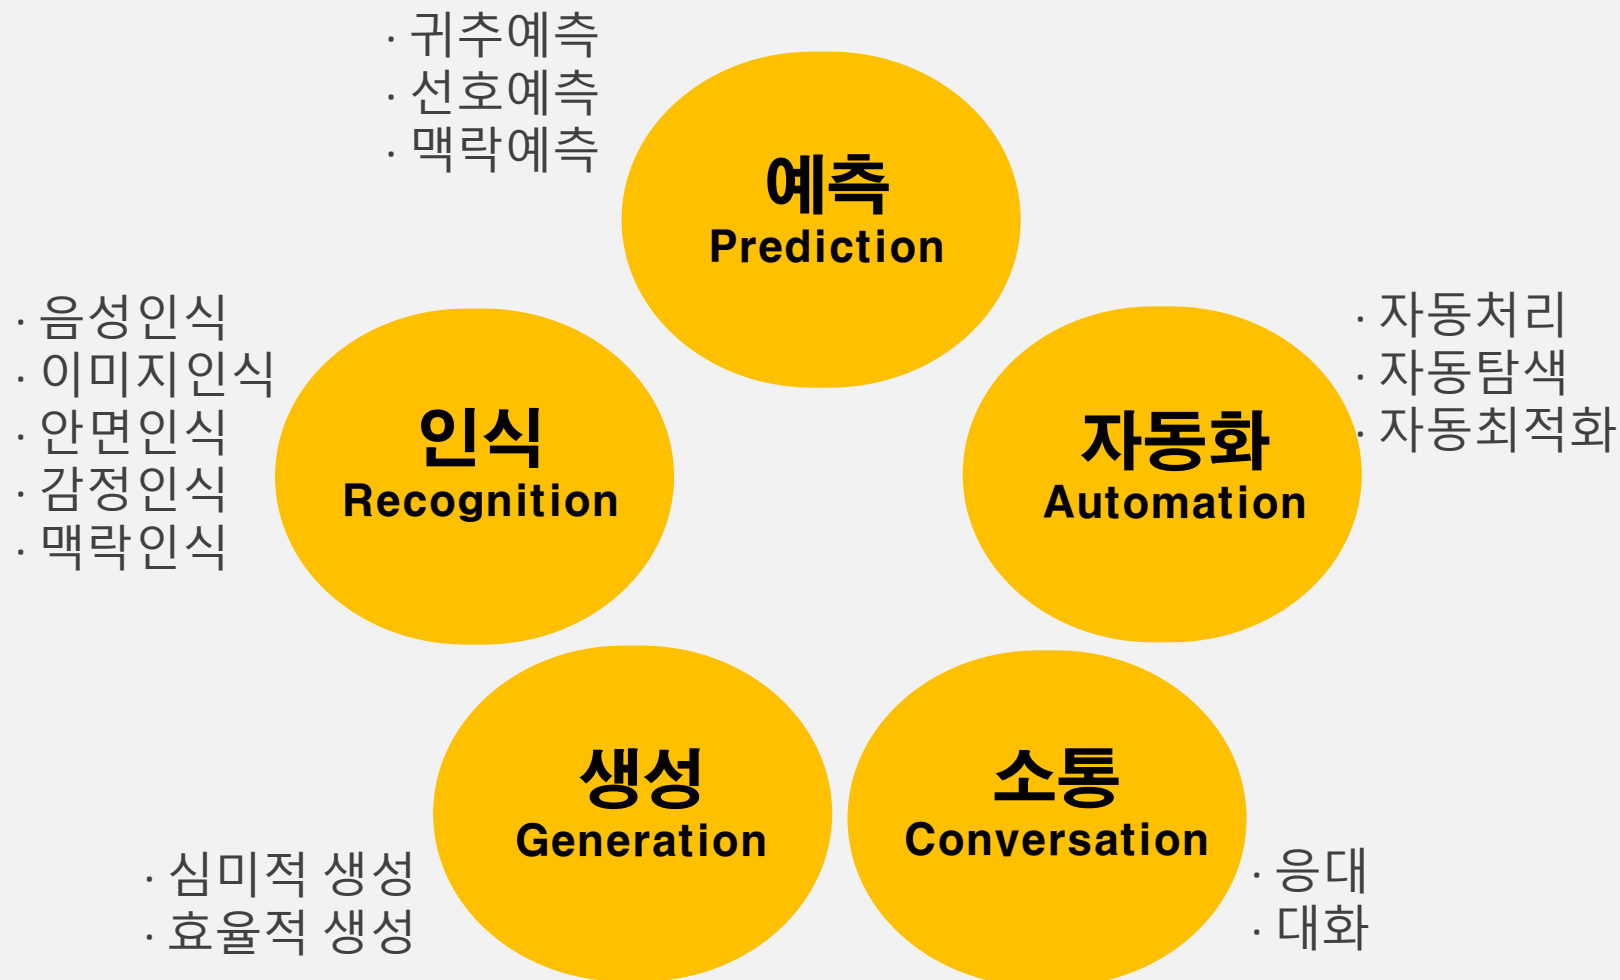 · 귀추예측
· 선호예측
· 맥락예측
예측
Prediction
· 음성인식
· 이미지인식
· 안면인식
· 감정인식
· 맥락인식
인식
Recognition
자동화
Automation
· 자동처리
· 자동탐색
· 자동최적화
생성
Generation
· 심미적 생성
· 효율적 생성
소통
Conversation
· 응대
· 대화